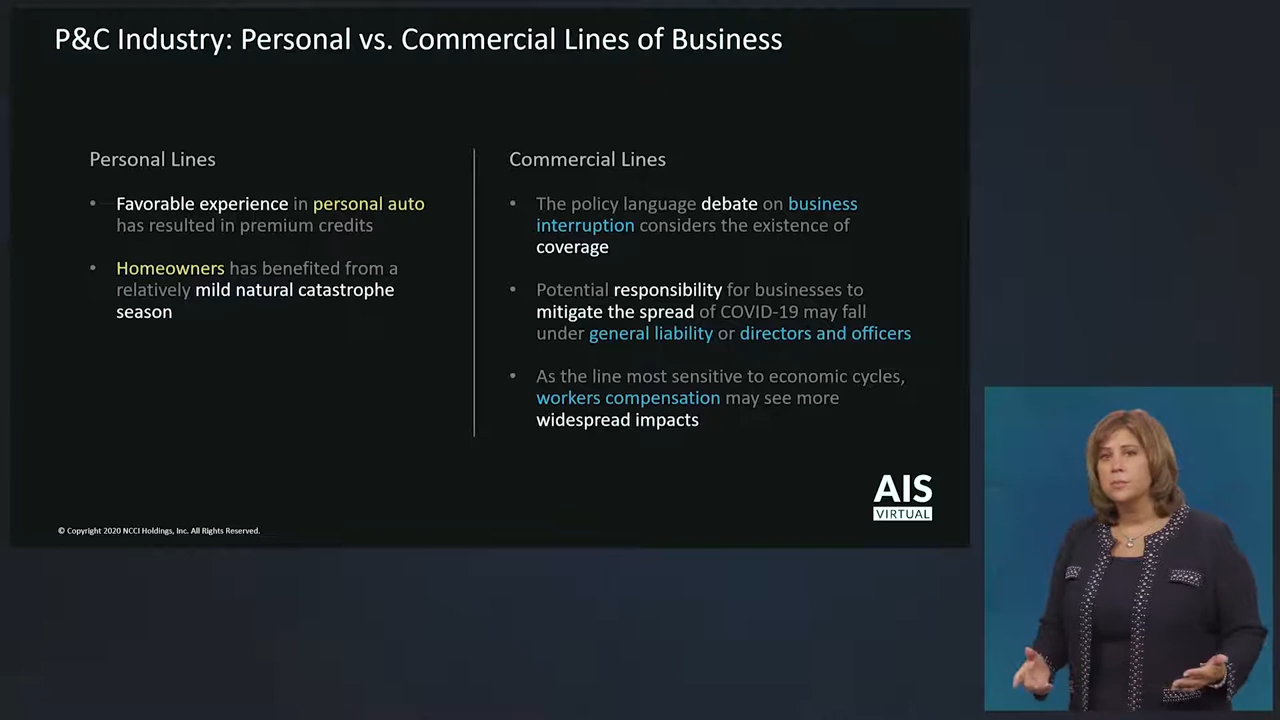 P&C Industry: Personal vs. Commercial Lines of Business
Personal Lines
• Favorable experience in personal auto
has resulted in premium credits
• Homeowners has benefited from a
relatively mild natural catastrophe
season
Commercial Lines
• The policy language debate on business
interruption considers the existence of
coverage
• Potential responsibility for businesses to
mitigate the spread of COVID-19 may fall
under general liability or directors and officers
• As the line most sensitive to economic cycles,
workers compensation may see more
widespread impacts
AIS
VIRTUAL
© Copyright 2020 NCCI Holdings, Inc. All Rights Reserved.